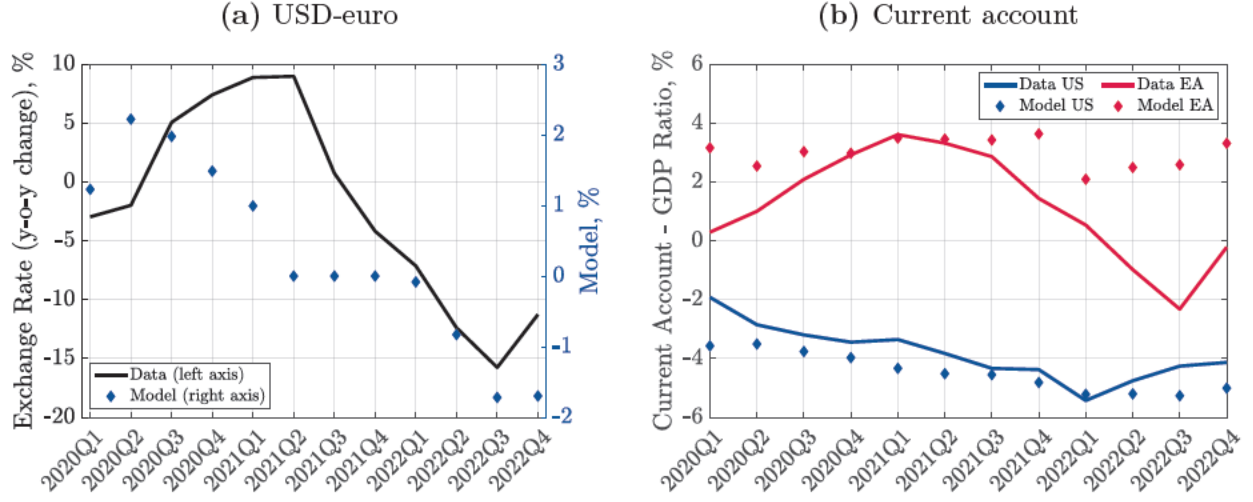 (a) USD-euro
Exchange Rate (y-o-y change), %
10
5
0
-5
-10
-15
-20
3
2
1
0
-1
-2
Model, %
Data (left axis)
Model (right axis)
2020Q1
2020Q2
2020Q3
2020Q4
2021Q1
2021Q2
2021Q3
2021Q4
2022Q1
2022Q2
2022Q3
2022Q4
(b) Current account
Current Account - GDP Ratio, %
6
4
2
0
-2
-4
-6
Data US Data EA
Model US Model EA
2020Q1
2020Q2
2020Q3
2020Q4
2021Q1
2021Q2
2021Q3
2021Q4
2022Q1
2022Q2
2022Q3
2022Q4